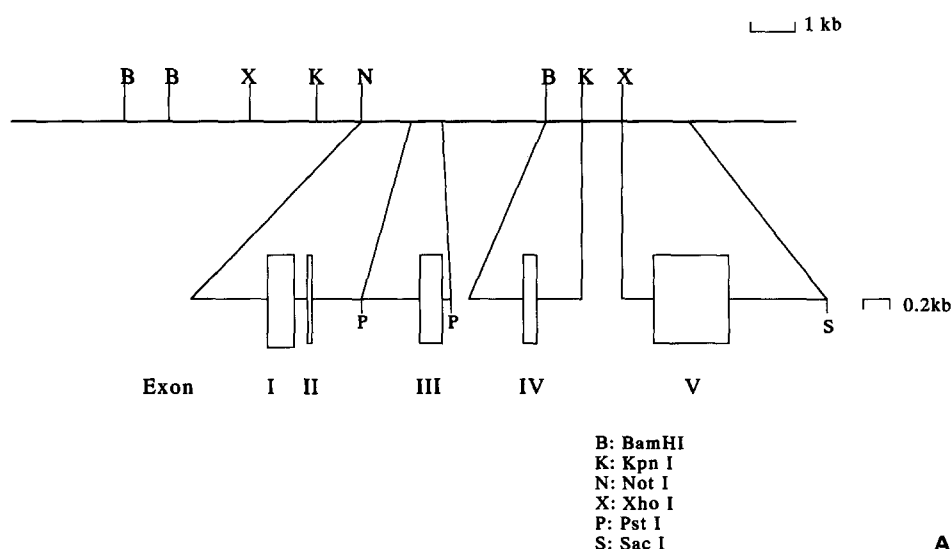 1 kb
B B X K N B K X
P P S 0.2kb
Exon I II III IV V
B: BamHI
K: Kpn I
N: Not I
X: Xho I
P: Pst I
S: Sac I
A